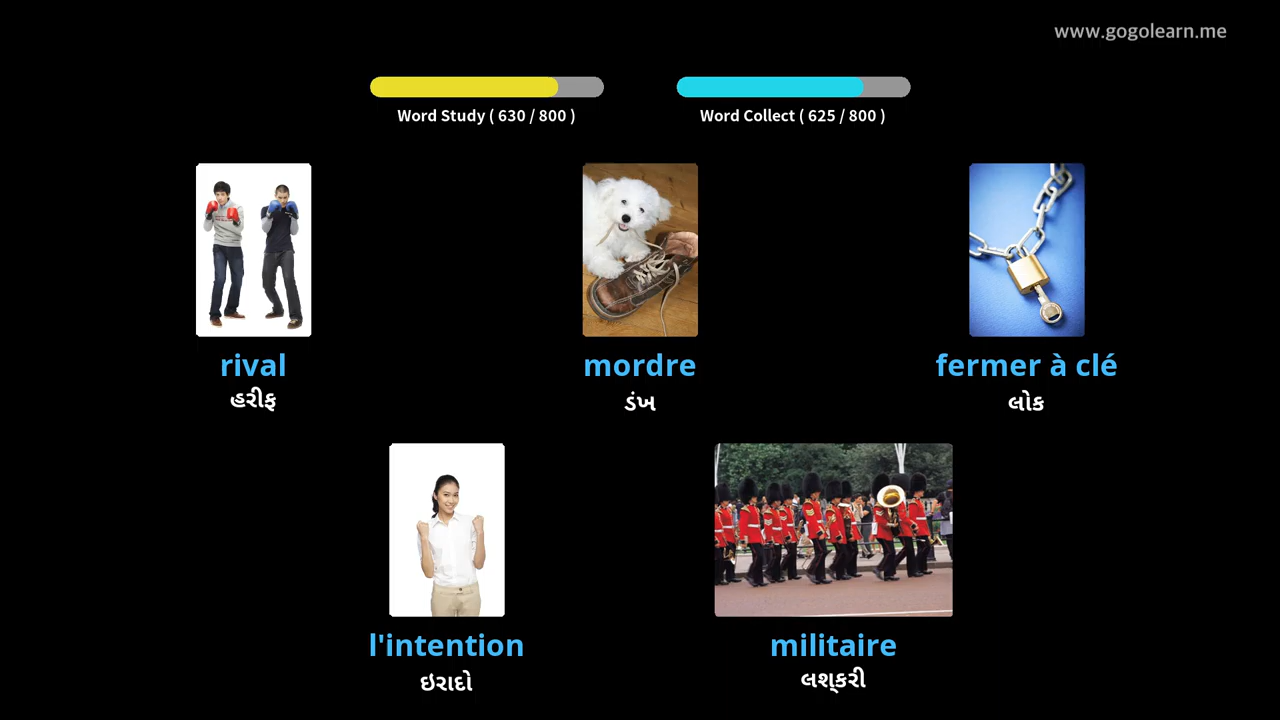 www.gogolearn.me
Word Study ( 630 / 800 )
Word Collect ( 625 / 800 )
rival
હરીફ
mordre
ડંખ
fermer à clé
લોક
l'intention
ઇરાદો
militaire
લશ્કરી